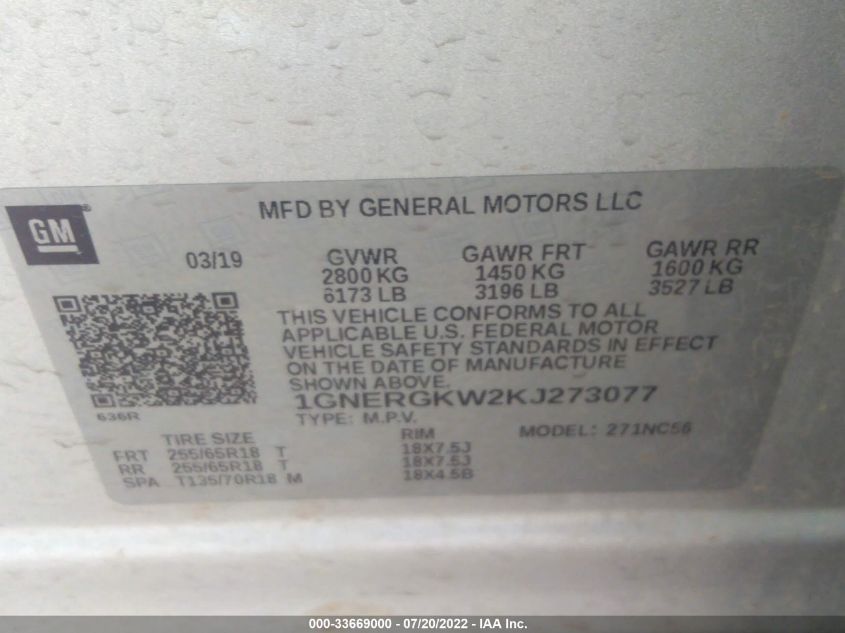 GM
MFD BY GENERAL MOTORS LLC
03/19
GVWR
2800 KG
6173 LB
GAWR FRT
1450 KG
3196 LB
GAWR RR
1600 KG
3527 LB
THIS VEHICLE CONFORMS TO ALL
APPLICABLE U.S. FEDERAL MOTOR
VEHICLE SAFETY STANDARDS IN EFFECT
ON THE DATE OF MANUFACTURE
SHOWN ABOVE.
1GNERGKW2KJ273077
636R
TYPE: M.P.V.
MODEL: 271NC56
TIRE SIZE RIM
FRT 255/65R18 T 18X7.5J
RR 255/65R18 T 18X7.5J
SPA T135/70R18 M 18X4.5B
000-33669000 - 07/20/2022 - IAA Inc.